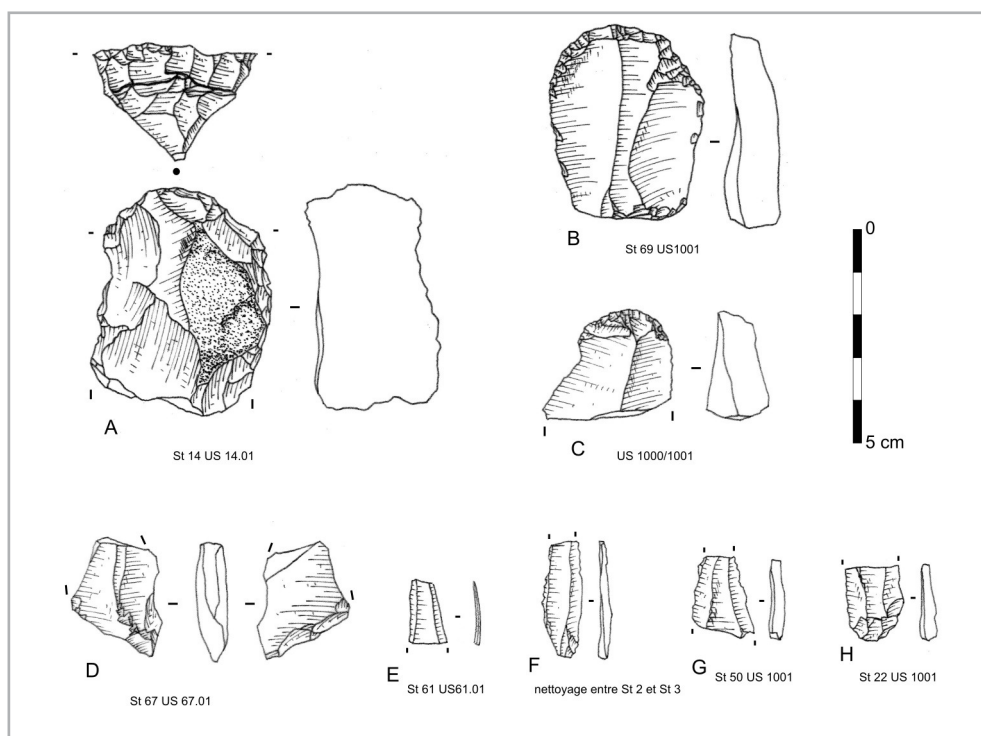 B
St 69 US1001
0
A
St 14 US 14.01
C
US 1000/1001
5 cm
D
St 67 US 67.01
E
St 61 US61.01
F
nettoyage entre St 2 et St 3
G
St 50 US 1001
H
St 22 US 1001